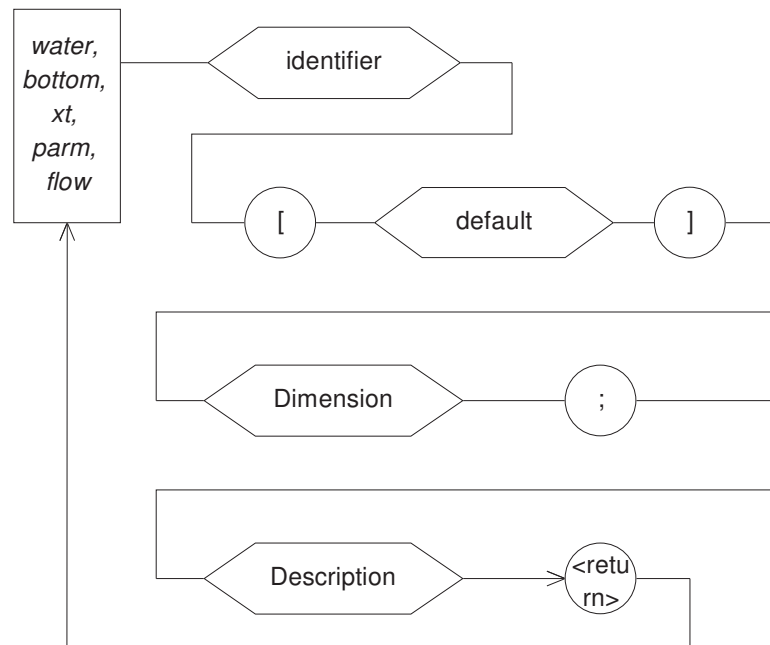 water,
bottom,
xt,
parm,
flow
identifier
[
default
]
Dimension
;
Description
<retu
rn>